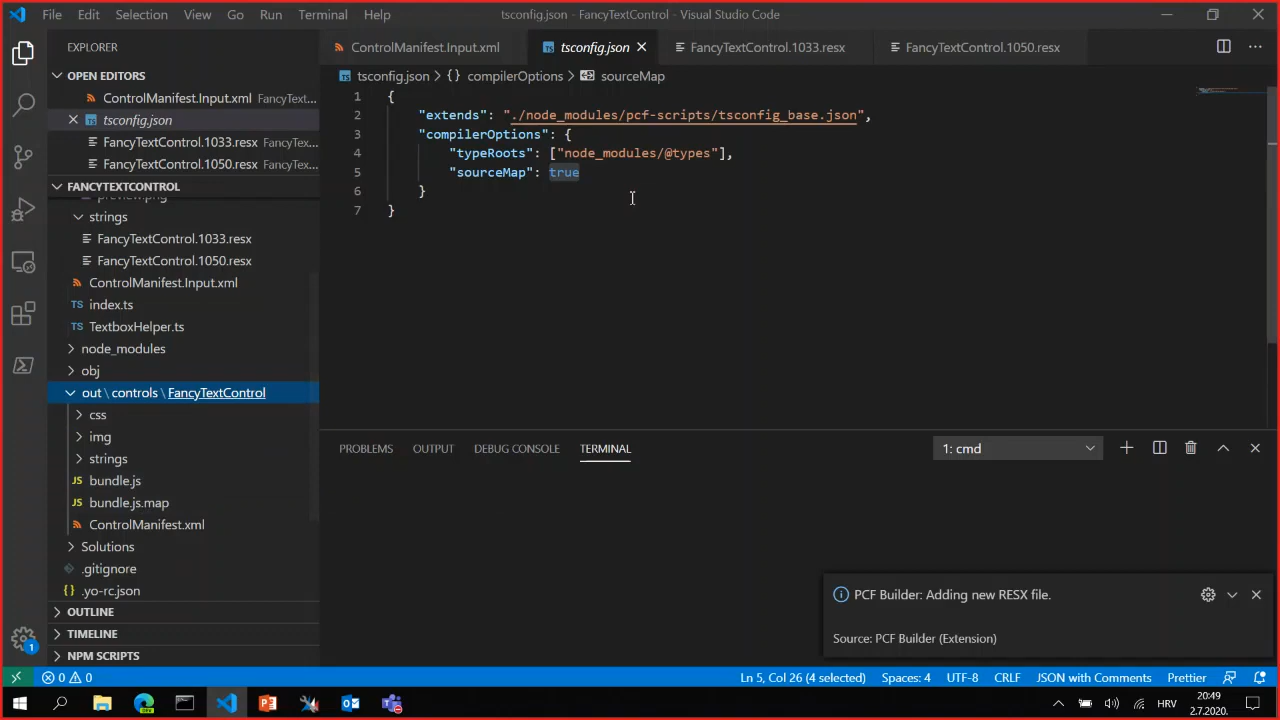 File Edit Selection View Go Run Terminal Help tsconfig.json - FancyTextControl - Visual Studio Code
EXPLORER
OPEN EDITORS
ControlManifest.Input.xml FancyText...
tsconfig.json
FancyTextControl.1033.resx FancyTex...
FancyTextControl.1050.resx FancyTex...
FANCYTEXTCONTROL
preview.png
strings
FancyTextControl.1033.resx
FancyTextControl.1050.resx
ControlManifest.Input.xml
TS index.ts
TS TextboxHelper.ts
node_modules
obj
out \ controls \ FancyTextControl
css
img
strings
JS bundle.js
JS bundle.js.map
ControlManifest.xml
Solutions
.gitignore
{} .yo-rc.json
OUTLINE
TIMELINE
NPM SCRIPTS
ControlManifest.Input.xml tsconfig.json FancyTextControl.1033.resx FancyTextControl.1050.resx
tsconfig.json > {} compilerOptions > sourceMap
1 {
2 "extends": "./node_modules/pcf-scripts/tsconfig_base.json",
3 "compilerOptions": {
4 "typeRoots": ["node_modules/@types"],
5 "sourceMap": true
6 }
7 }
PROBLEMS OUTPUT DEBUG CONSOLE TERMINAL 1: cmd
PCF Builder: Adding new RESX file.
Source: PCF Builder (Extension)
1
0 0 Ln 5, Col 26 (4 selected) Spaces: 4 UTF-8 CRLF JSON with Comments Prettier
HRV 20:49
2.7.2020.